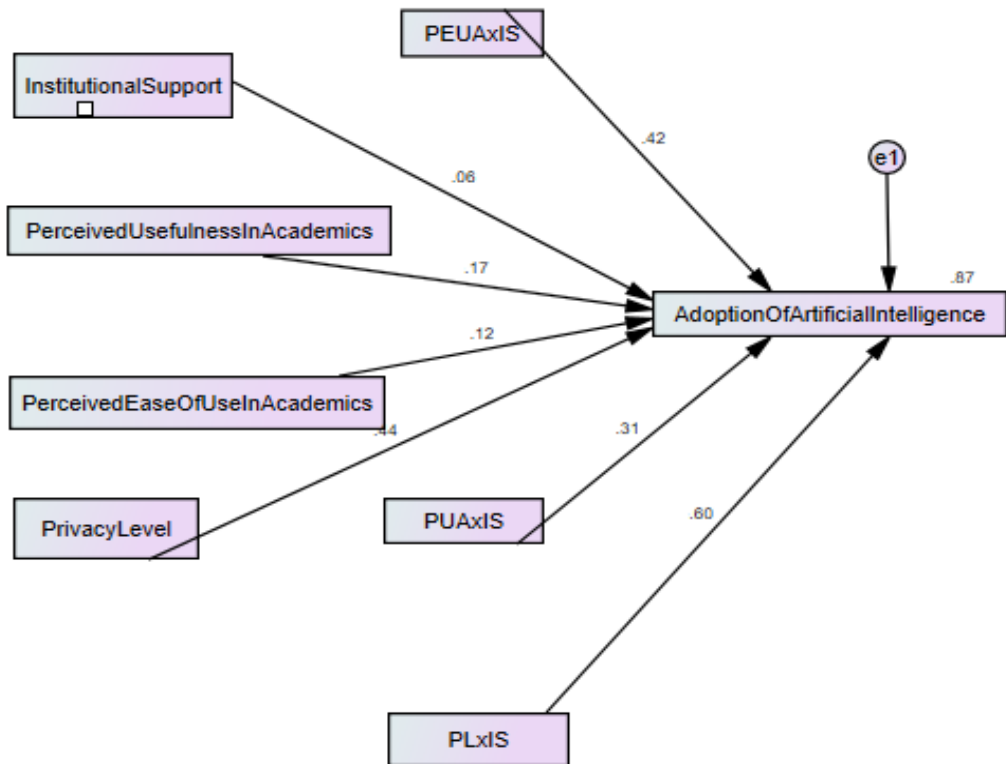 PEUAxIS
InstitutionalSupport
.42
e1
.06
PerceivedUsefulnessInAcademics
.17
.87
AdoptionOfArtificialIntelligence
.12
PerceivedEaseOfUseInAcademics
.44
.31
PrivacyLevel
PUAxIS
.60
PLxIS